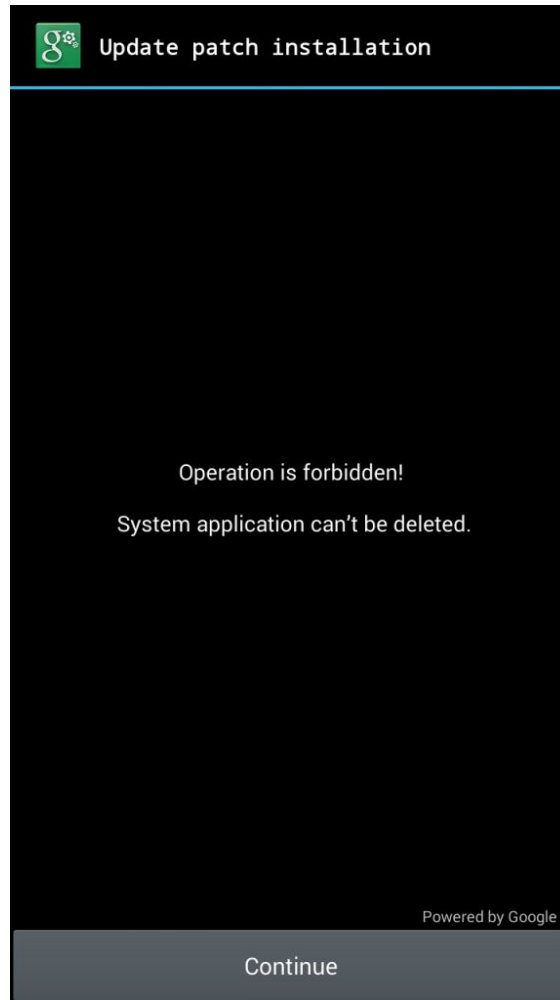 g
Update patch installation
Operation is forbidden!
System application can't be deleted.
Powered by Google
Continue